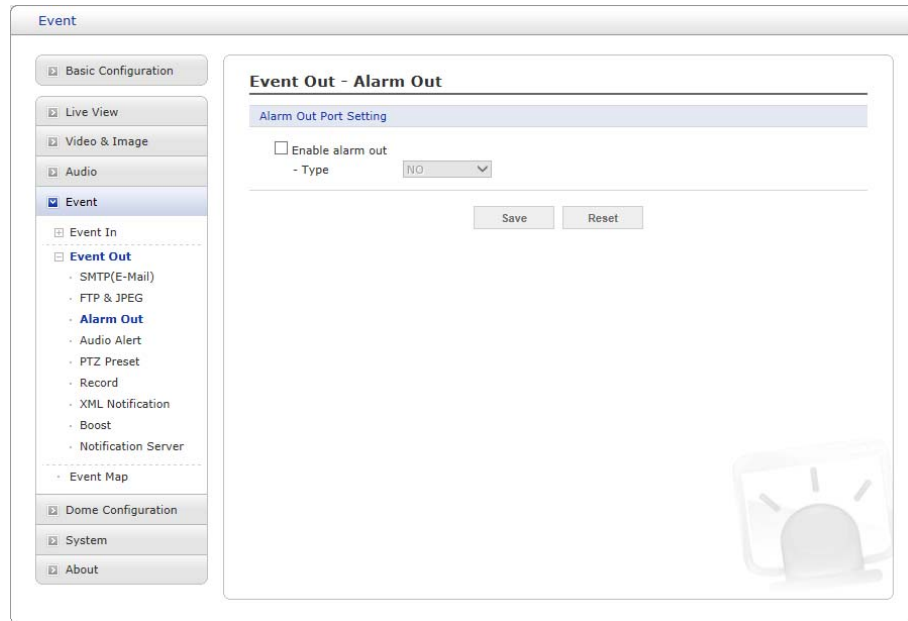 Event
Basic Configuration
Live View
Video & Image
Audio
Event
Event In
Event Out
SMTP(E-Mail)
FTP & JPEG
Alarm Out
Audio Alert
PTZ Preset
Record
XML Notification
Boost
Notification Server
Event Map
Dome Configuration
System
About
Event Out - Alarm Out
Alarm Out Port Setting
Enable alarm out
- Type NO
Save Reset